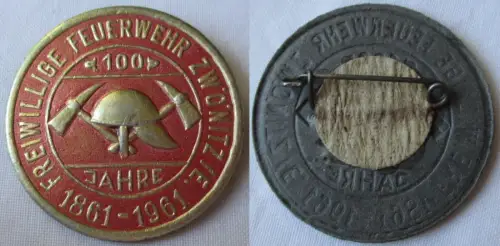 FREIWILLIGE FEUERWEHR ZWÖNITZ/E.
100
JAHRE
1861-1961